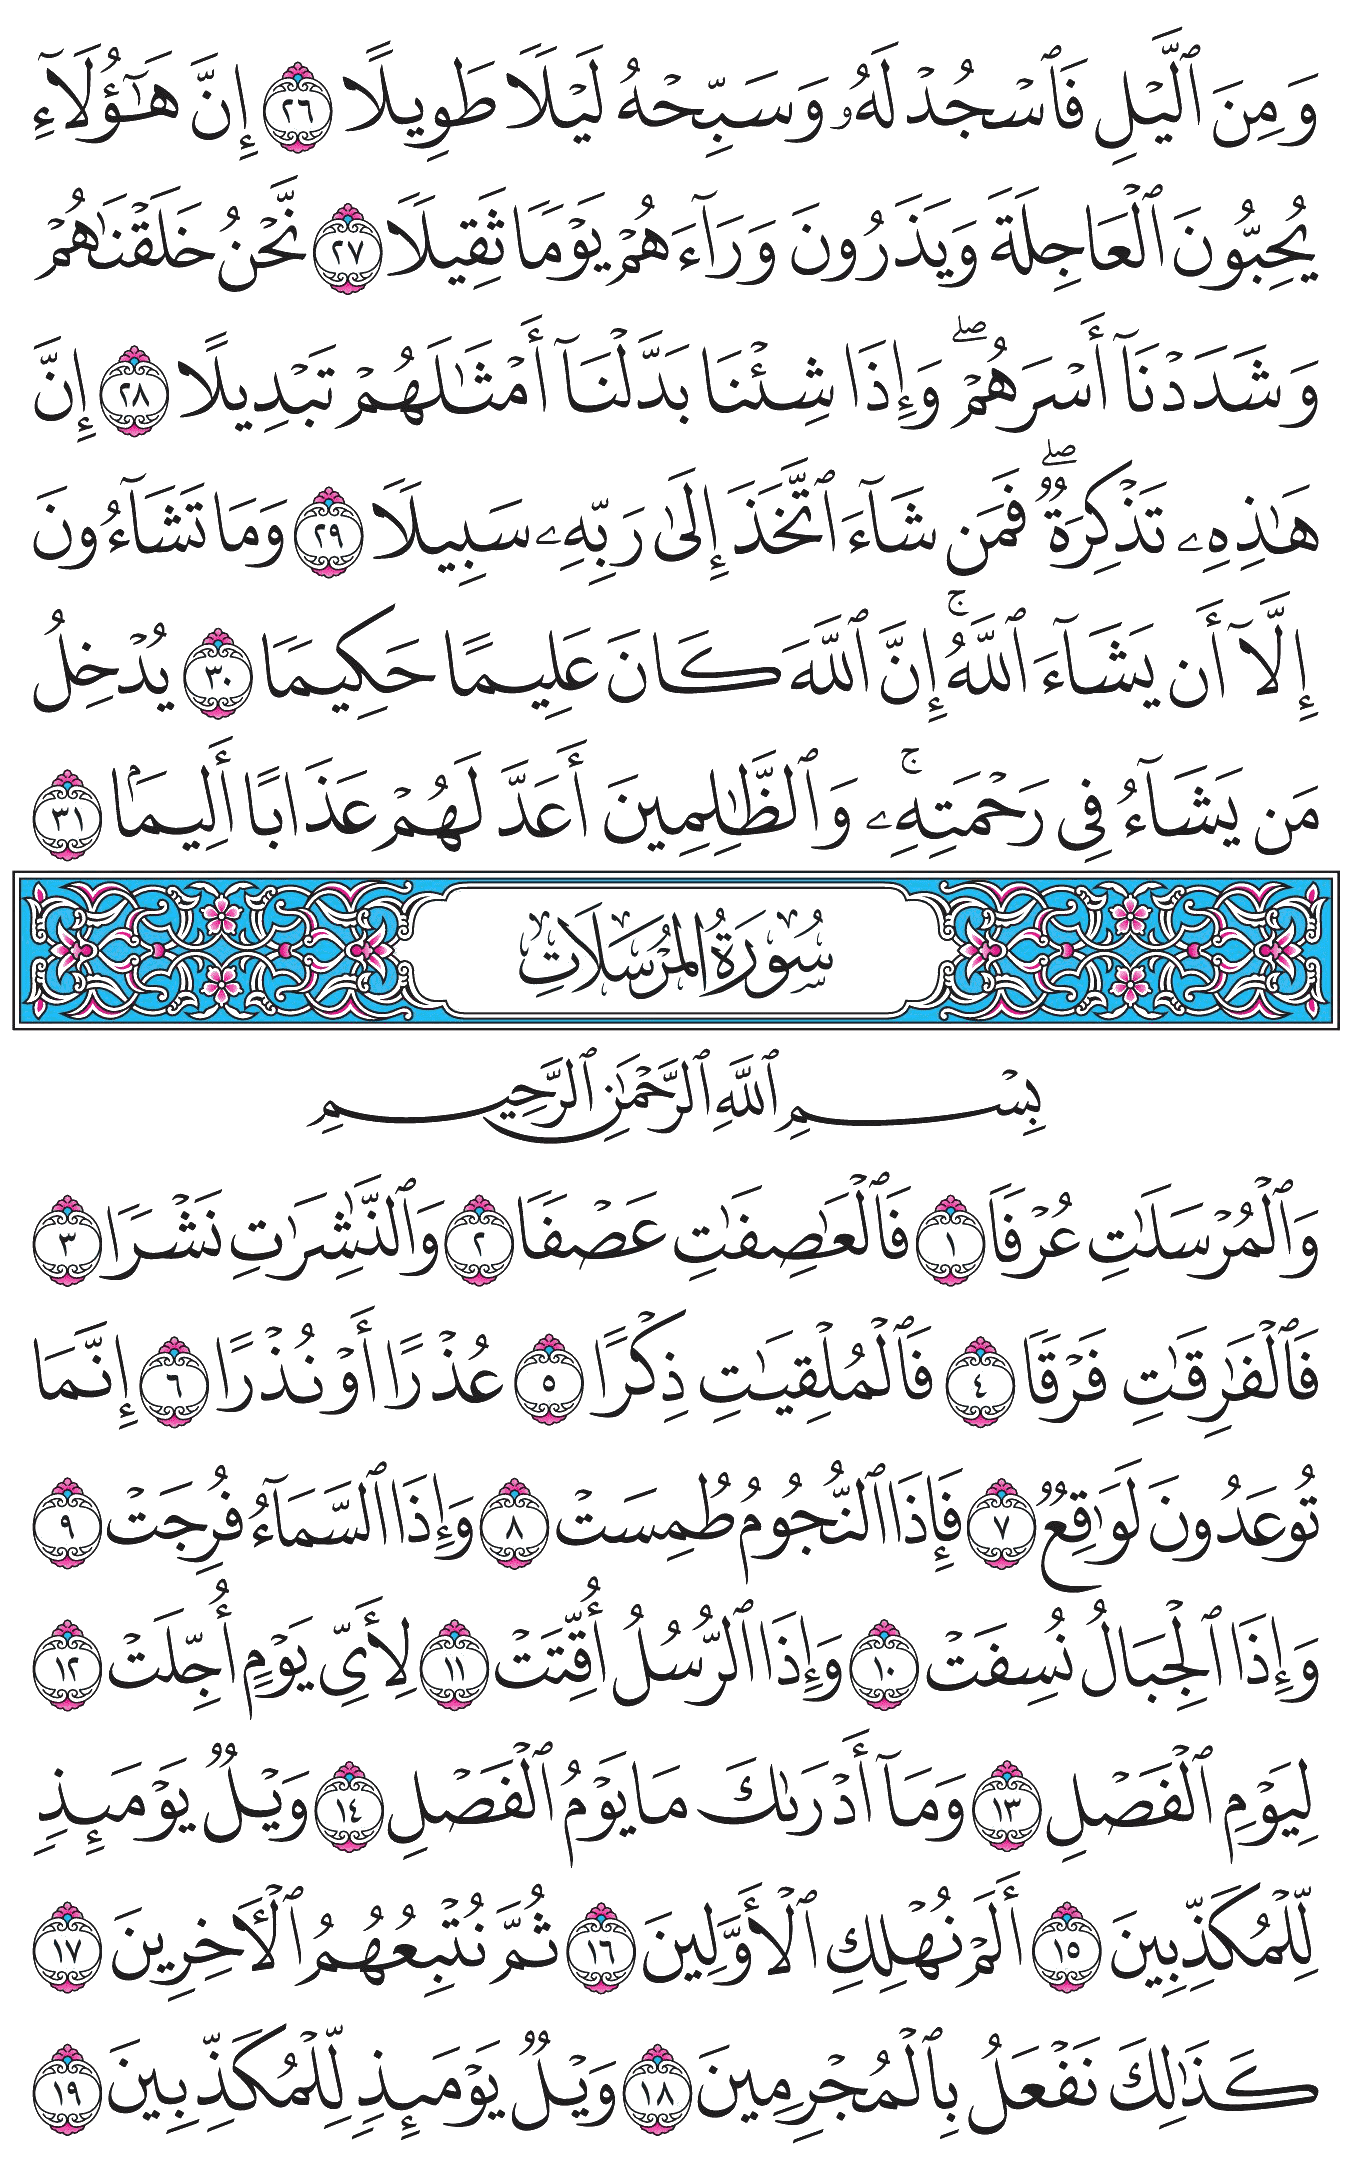 وَمِنَ ٱلَّيۡلِ فَٱسۡجُدۡ لَهُۥ وَسَبِّحۡهُ لَيۡلٗا طَوِيلًا ٢٦ إِنَّ هَٰٓؤُلَآءِ
يُحِبُّونَ ٱلۡعَاجِلَةَ وَيَذَرُونَ وَرَآءَهُمۡ يَوۡمٗا ثَقِيلٗا ٢٧ نَّحۡنُ خَلَقۡنَٰهُمۡ
وَشَدَدۡنَآ أَسۡرَهُمۡۖ وَإِذَا شِئۡنَا بَدَّلۡنَآ أَمۡثَٰلَهُمۡ تَبۡدِيلًا ٢٨ إِنَّ
هَٰذِهِۦ تَذۡكِرَةٞۖ فَمَن شَآءَ ٱتَّخَذَ إِلَىٰ رَبِّهِۦ سَبِيلٗا ٢٩ وَمَا تَشَآءُونَ
إِلَّآ أَن يَشَآءَ ٱللَّهُۚ إِنَّ ٱللَّهَ كَانَ عَلِيمًا حَكِيمٗا ٣٠ يُدۡخِلُ
مَن يَشَآءُ فِي رَحۡمَتِهِۦۚ وَٱلظَّٰلِمِينَ أَعَدَّ لَهُمۡ عَذَابًا أَلِيمَۢا ٣١
سُورَةُ المُرۡسَلَاتِ
بِسۡمِ ٱللَّهِ ٱلرَّحۡمَٰنِ ٱلرَّحِيمِ
وَٱلۡمُرۡسَلَٰتِ عُرۡفٗا ١ فَٱلۡعَٰصِفَٰتِ عَصۡفٗا ٢ وَٱلنَّٰشِرَٰتِ نَشۡرٗا ٣
فَٱلۡفَٰرِقَٰتِ فَرۡقٗا ٤ فَٱلۡمُلۡقِيَٰتِ ذِكۡرًا ٥ عُذۡرًا أَوۡ نُذۡرًا ٦ إِنَّمَا
تُوعَدُونَ لَوَٰقِعٞ ٧ فَإِذَا ٱلنُّجُومُ طُمِسَتۡ ٨ وَإِذَا ٱلسَّمَآءُ فُرِجَتۡ ٩
وَإِذَا ٱلۡجِبَالُ نُسِفَتۡ ١٠ وَإِذَا ٱلرُّسُلُ أُقِّتَتۡ ١١ لِأَيِّ يَوۡمٍ أُجِّلَتۡ ١٢
لِيَوۡمِ ٱلۡفَصۡلِ ١٣ وَمَآ أَدۡرَىٰكَ مَا يَوۡمُ ٱلۡفَصۡلِ ١٤ وَيۡلٞ يَوۡمَئِذٖ
لِّلۡمُكَذِّبِينَ ١٥ أَلَمۡ نُهۡلِكِ ٱلۡأَوَّلِينَ ١٦ ثُمَّ نُتۡبِعُهُمُ ٱلۡأٓخِرِينَ ١٧
كَذَٰلِكَ نَفۡعَلُ بِٱلۡمُجۡرِمِينَ ١٨ وَيۡلٞ يَوۡمَئِذٖ لِّلۡمُكَذِّبِينَ ١٩